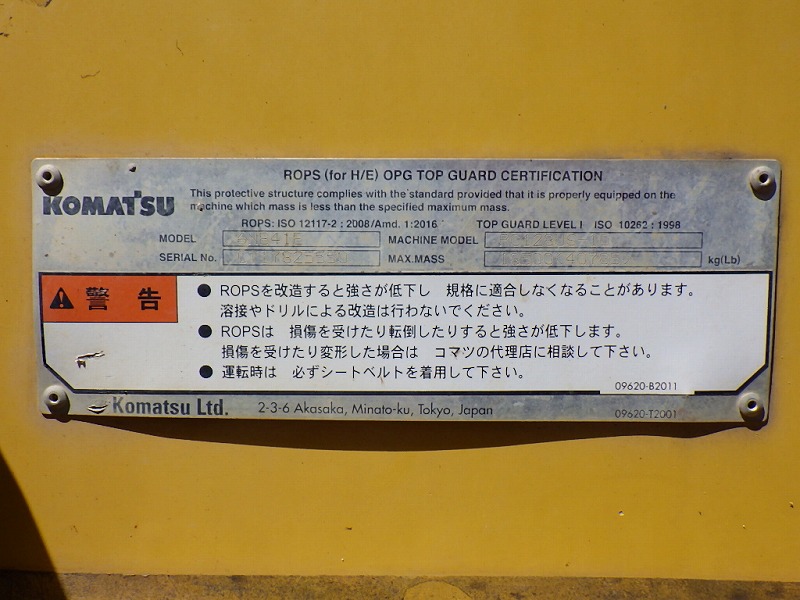 ROPS (for H/E) OPG TOP GUARD CERTIFICATION
KOMATSU
This protective structure complies with the standard provided that it is properly equipped on the
machine which mass is less than the specified maximum mass.
ROPS: ISO 12117-2 : 2008/Amd. 1:2016 TOP GUARD LEVEL I ISO 10262 : 1998
MODEL MACHINE MODEL
SERIAL No. MAX.MASS kg(Lb)
警 告
● ROPSを改造すると強さが低下し 規格に適合しなくなることがあります。
溶接やドリルによる改造は行わないでください。
● ROPSは 損傷を受けたり転倒したりすると強さが低下します。
損傷を受けたり変形した場合は コマツの代理店に相談して下さい。
● 運転時は 必ずシートベルトを着用して下さい。
09620-B2011
Komatsu Ltd. 2-3-6 Akasaka, Minato-ku, Tokyo, Japan 09620-T2001